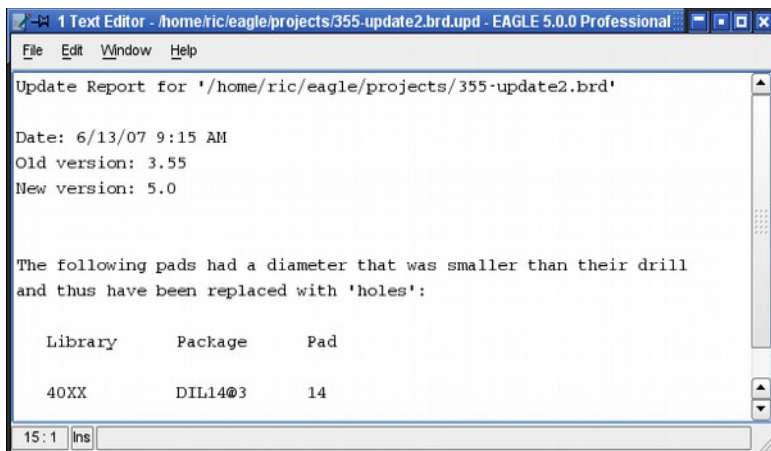 1 Text Editor - /home/ric/eagle/projects/355-update2.brd.upd - EAGLE 5.0.0 Professional
File Edit Window Help
Update Report for '/home/ric/eagle/projects/355-update2.brd'
Date: 6/13/07 9:15 AM
Old version: 3.55
New version: 5.0
The following pads had a diameter that was smaller than their drill
and thus have been replaced with 'holes':
Library Package Pad
40XX DIL14@3 14
15:1 Ins